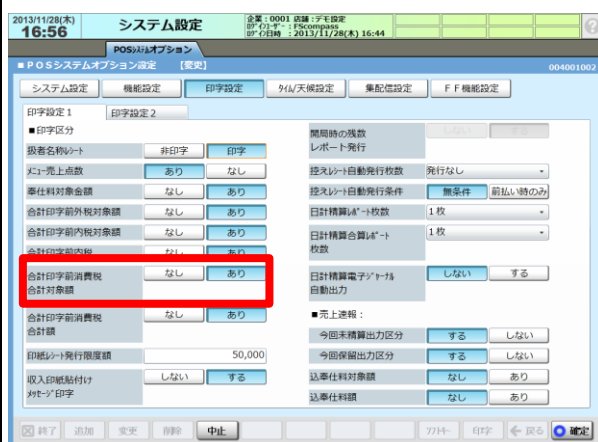 2013/11/28(木)
16:56
システム設定
企業：0001 店舗：デモ設定
ﾛｸﾞｲﾝﾕｰｻﾞｰ：FScompass
ﾛｸﾞｲﾝ日時 ：2013/11/28(木) 16:44
POSｼｽﾃﾑオプション
■POSシステムオプション設定 【変更】
004001002
システム設定 機能設定 印字設定 ﾀｲﾑ/天候設定 集配信設定 ＦＦ機能設定
印字設定１ 印字設定２
■印字区分
扱者名称ﾚｼｰﾄ 非印字 印字
ﾒﾆｭｰ売上点数 あり なし
奉仕料対象金額 なし あり
合計印字前外税対象額 なし あり
合計印字前内税対象額 なし あり
合計印字前内税 なし あり
合計印字前消費税
合計対象額 なし あり
合計印字前消費税
合計額 なし あり
印紙ﾚｼｰﾄ発行限度額 50,000
収入印紙貼付け
ﾒｯｾｰｼﾞ印字 しない する
開局時の残数
レポート発行 しない する
控えﾚｼｰﾄ自動発行枚数 発行なし
控えﾚｼｰﾄ自動発行条件 無条件 前払い時のみ
日計精算ﾚﾎﾟｰﾄ枚数 1枚
日計精算合算ﾚﾎﾟｰﾄ
枚数 1枚
日計精算電子ｼﾞｬｰﾅﾙ
自動出力 しない する
■売上速報：
今回未精算出力区分 する しない
今回保留出力区分 する しない
込奉仕料対象額 なし あり
込奉仕料額 なし あり
終了 追加 変更 削除 中止 ｿﾌﾄｷｰ 印字 戻る 確定